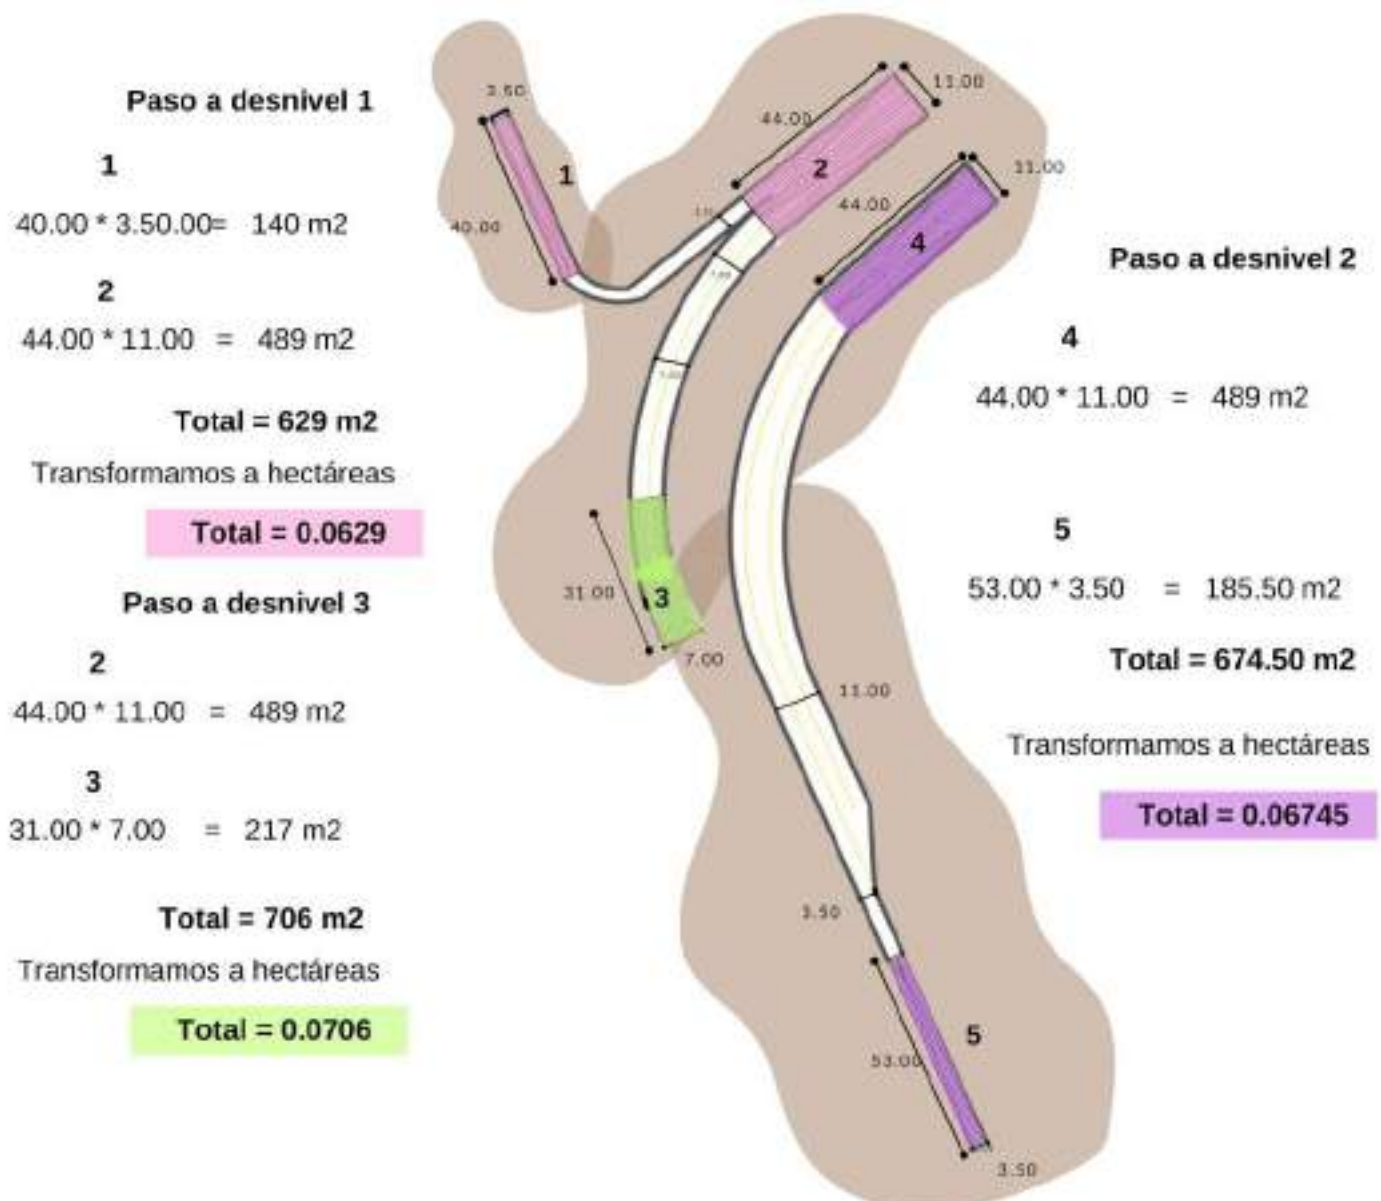 Paso a desnivel 1
1
40.00 * 3.50.00= 140 m2
2
44.00 * 11.00 = 489 m2
Total = 629 m2
Transformamos a hectáreas
Total = 0.0629
Paso a desnivel 3
2
44.00 * 11.00 = 489 m2
3
31.00 * 7.00 = 217 m2
Total = 706 m2
Transformamos a hectáreas
Total = 0.0706
3.50
1
40.00
44.00
11.00
2
44.00
11.00
4
31.00
3
7.00
11.00
3.50
53.00
5
3.50
Paso a desnivel 2
4
44.00 * 11.00 = 489 m2
5
53.00 * 3.50 = 185.50 m2
Total = 674.50 m2
Transformamos a hectáreas
Total = 0.06745